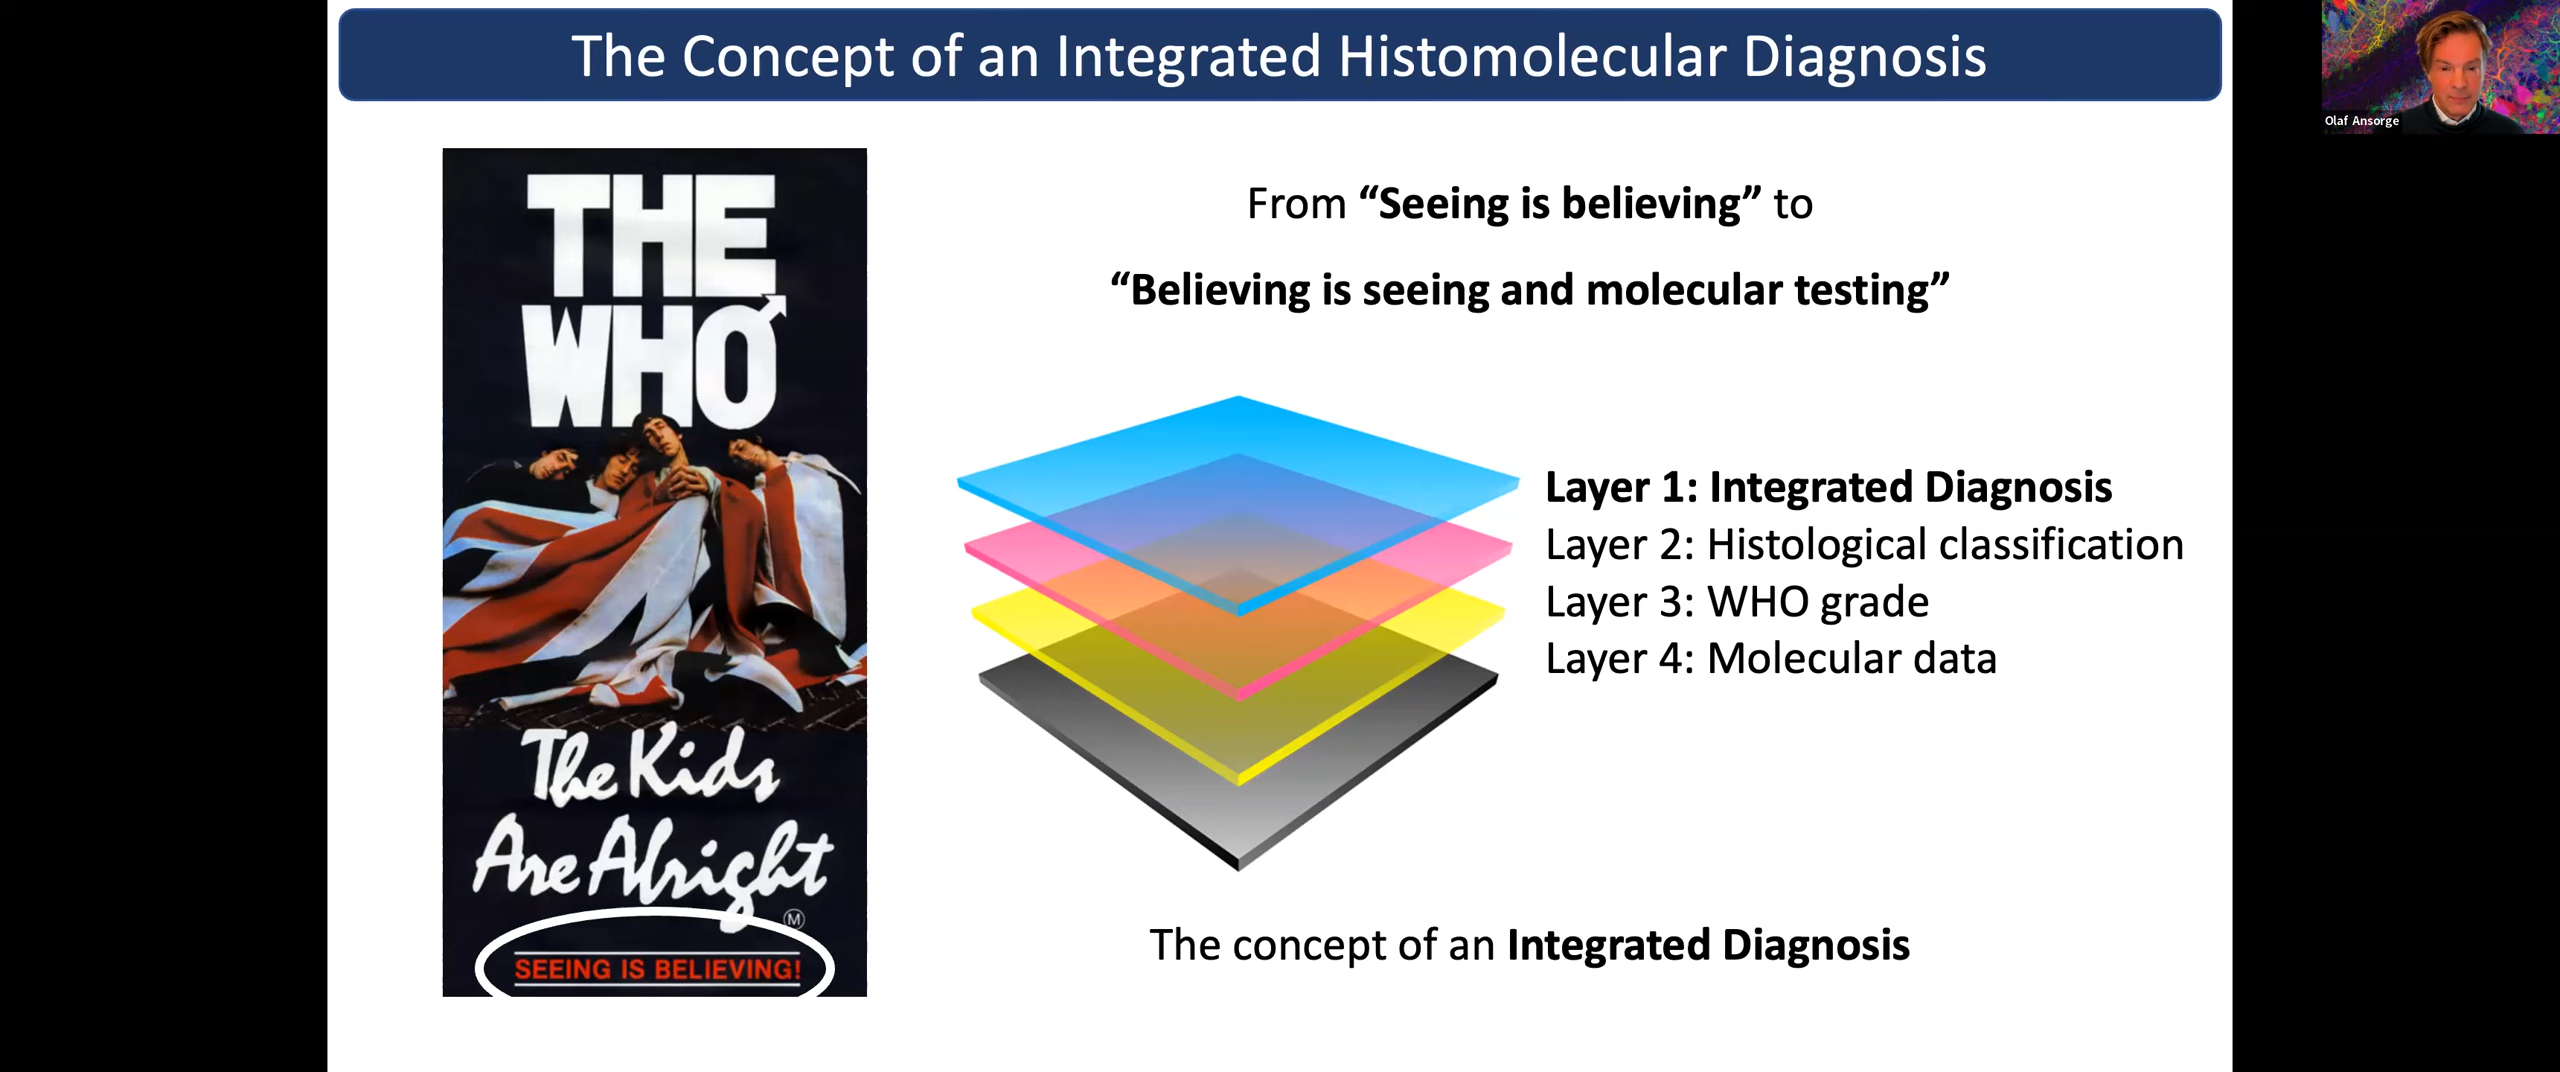 The Concept of an Integrated Histomolecular Diagnosis
Olaf Ansorge
THE
WHO
The Kids
Are Alright
M
SEEING IS BELIEVING!
From “Seeing is believing” to
“Believing is seeing and molecular testing”
Layer 1: Integrated Diagnosis
Layer 2: Histological classification
Layer 3: WHO grade
Layer 4: Molecular data
The concept of an Integrated Diagnosis